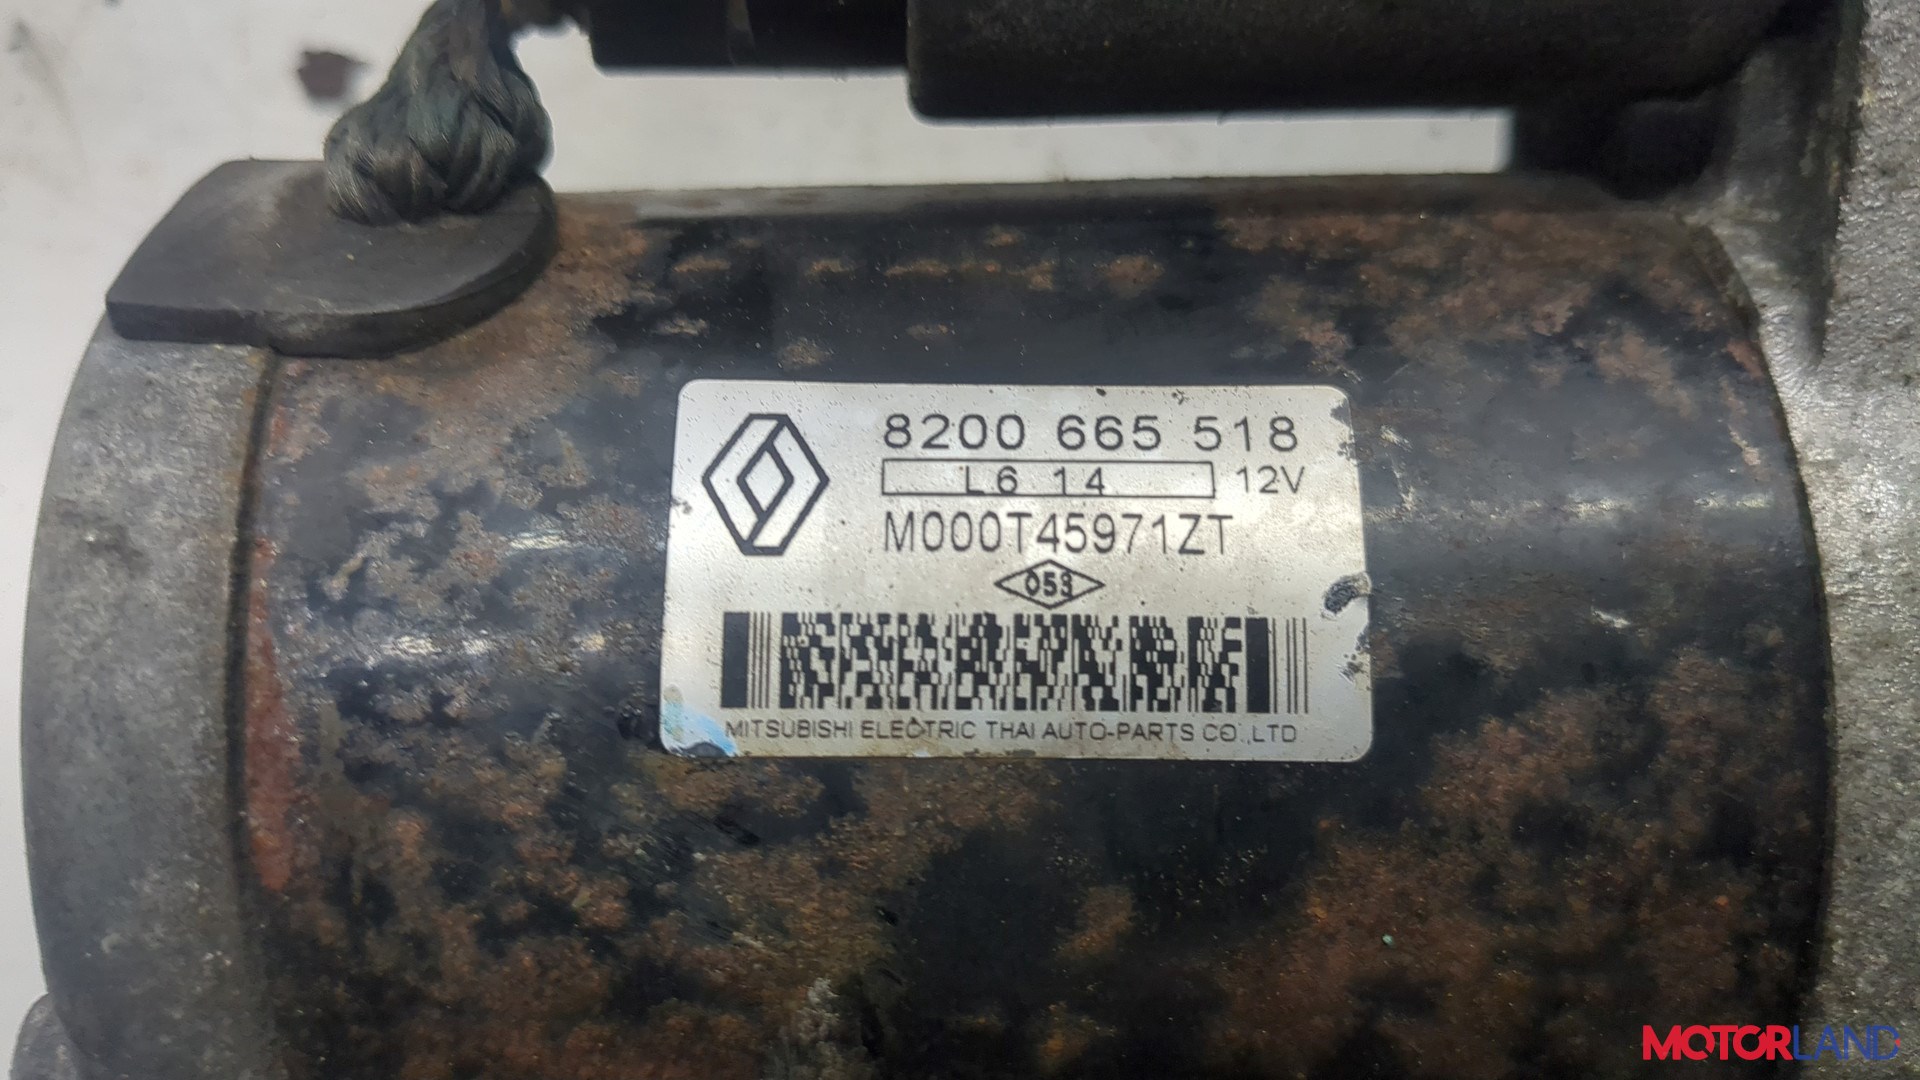 8200 665 518
L6 14 12V
M000T45971ZT
053
MITSUBISHI ELECTRIC THAI AUTO-PARTS CO.,LTD
MOTORLAND